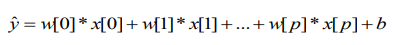 ŷ = w[0]* x[0] + w[1]* x[1] + ... + w[p]* x[p] + b